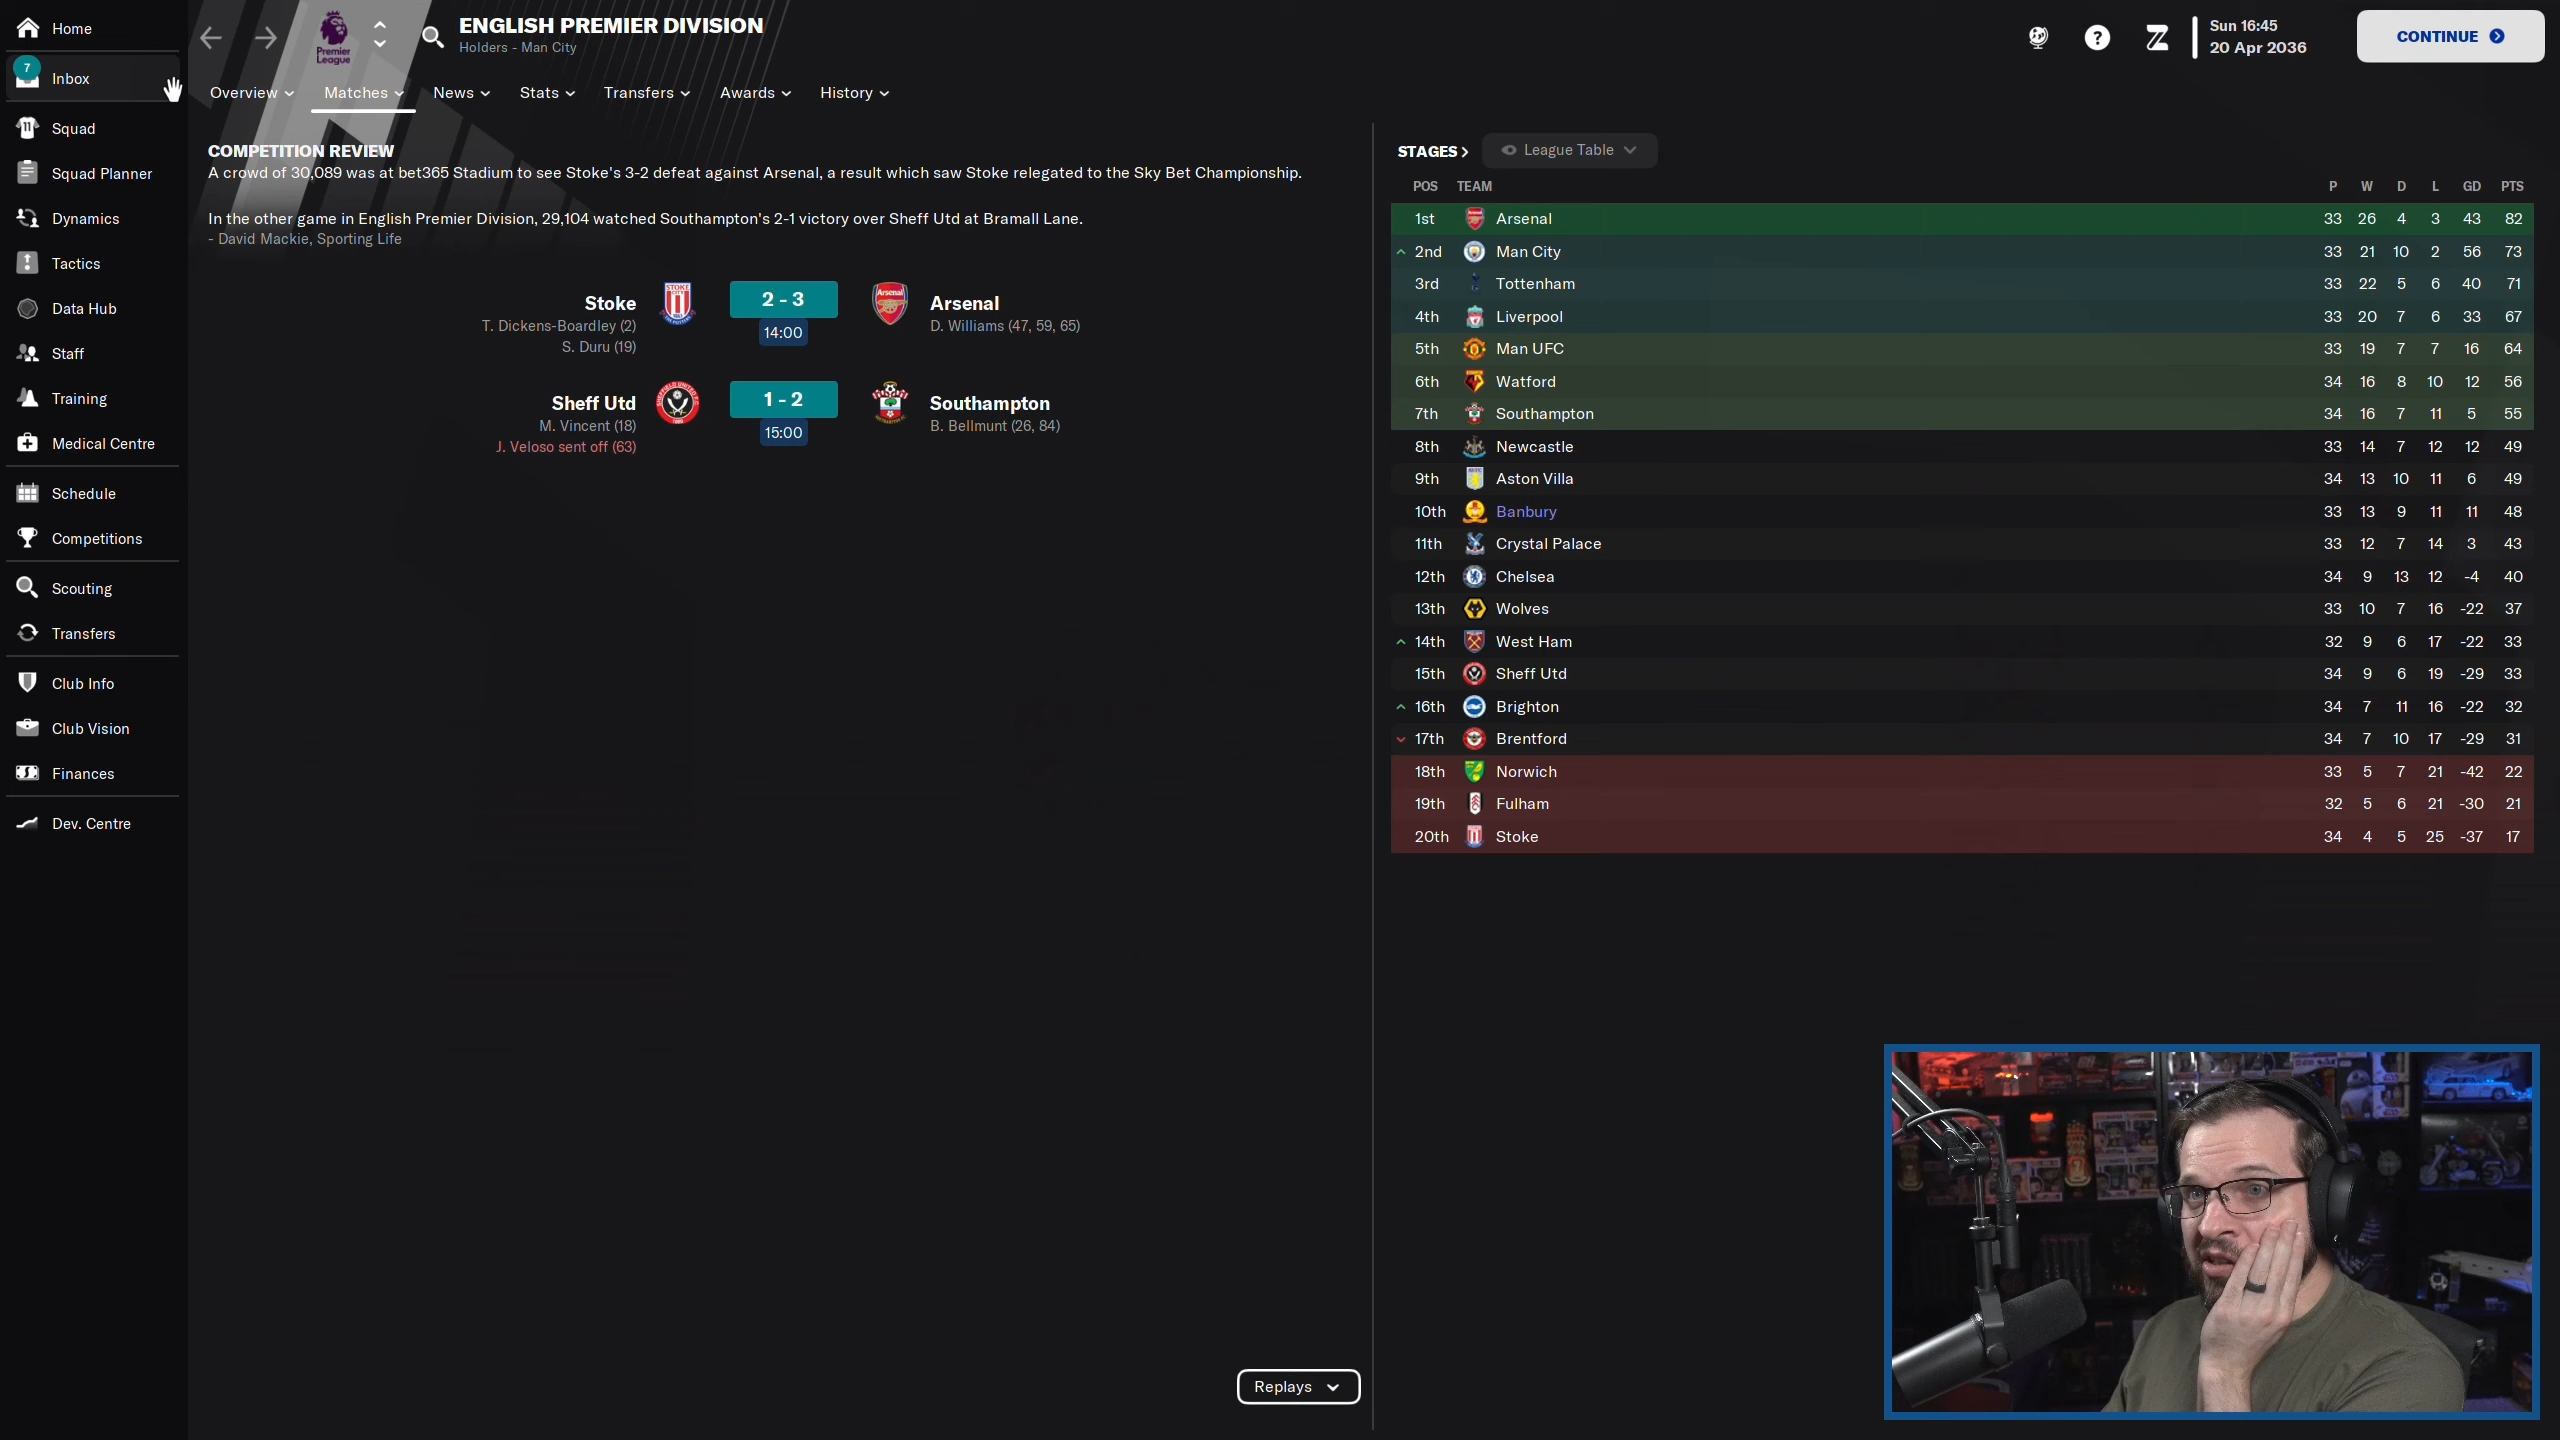 Home
7
Inbox
Squad
Squad Planner
Dynamics
Tactics
Data Hub
Staff
Training
Medical Centre
Schedule
Competitions
Scouting
Transfers
Club Info
Club Vision
Finances
Dev. Centre
Premier
League
ENGLISH PREMIER DIVISION
Holders - Man City
Sun 16:45
20 Apr 2036
CONTINUE
Overview Matches News Stats Transfers Awards History
COMPETITION REVIEW
A crowd of 30,089 was at bet365 Stadium to see Stoke's 3-2 defeat against Arsenal, a result which saw Stoke relegated to the Sky Bet Championship.
In the other game in English Premier Division, 29,104 watched Southampton's 2-1 victory over Sheff Utd at Bramall Lane.
- David Mackie, Sporting Life
Stoke 2 - 3 Arsenal
T. Dickens-Boardley (2) 14:00 D. Williams (47, 59, 65)
S. Duru (19)
Sheff Utd 1 - 2 Southampton
M. Vincent (18) 15:00 B. Bellmunt (26, 84)
J. Veloso sent off (63)
Replays
STAGES League Table
POS TEAM P W D L GD PTS
1st Arsenal 33 26 4 3 43 82
2nd Man City 33 21 10 2 56 73
3rd Tottenham 33 22 5 6 40 71
4th Liverpool 33 20 7 6 33 67
5th Man UFC 33 19 7 7 16 64
6th Watford 34 16 8 10 12 56
7th Southampton 34 16 7 11 5 55
8th Newcastle 33 14 7 12 12 49
9th Aston Villa 34 13 10 11 6 49
10th Banbury 33 13 9 11 11 48
11th Crystal Palace 33 12 7 14 3 43
12th Chelsea 34 9 13 12 -4 40
13th Wolves 33 10 7 16 -22 37
14th West Ham 32 9 6 17 -22 33
15th Sheff Utd 34 9 6 19 -29 33
16th Brighton 34 7 11 16 -22 32
17th Brentford 34 7 10 17 -29 31
18th Norwich 33 5 7 21 -42 22
19th Fulham 32 5 6 21 -30 21
20th Stoke 34 4 5 25 -37 17